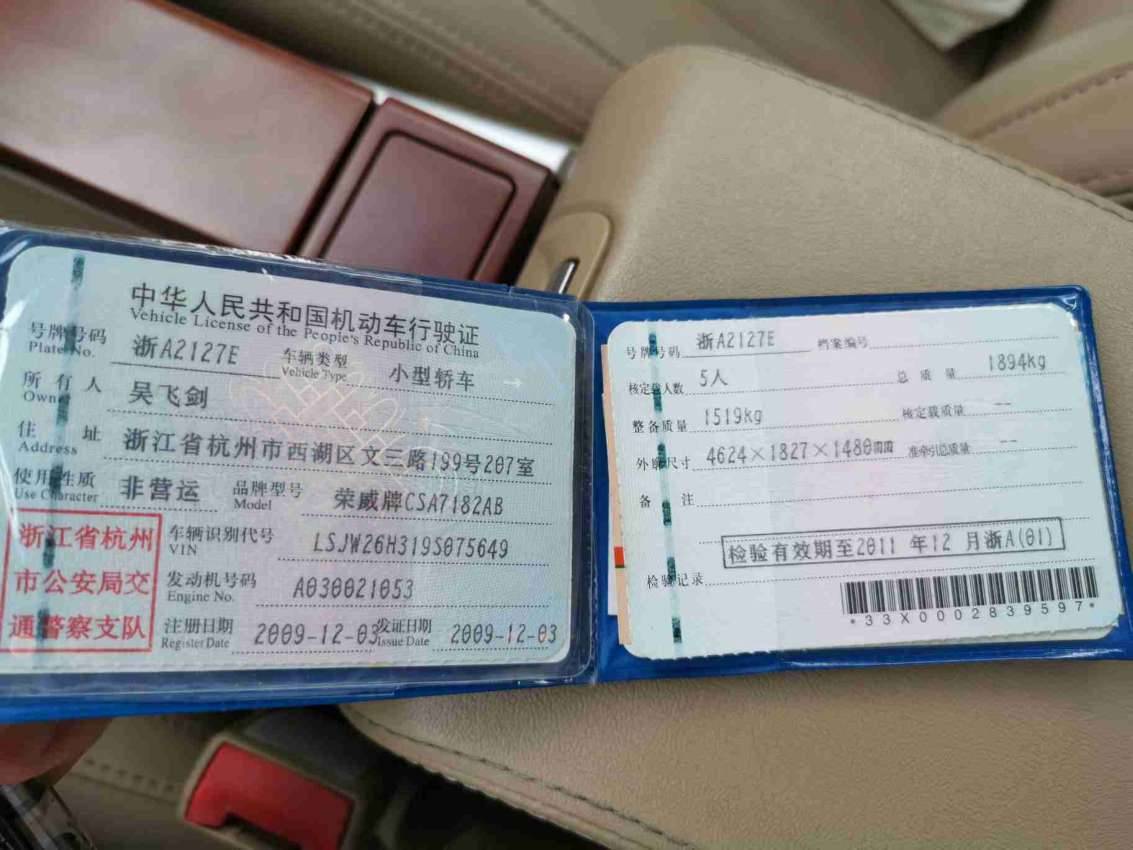 中华人民共和国机动车行驶证
Vehicle License of the People's Republic of China
号牌号码 浙A2127E 车辆类型 小型轿车
Plate No. Vehicle Type
所有人 吴飞剑
Owner
住址 浙江省杭州市西湖区文三路199号207室
Address
使用性质 非营运 品牌型号 荣威牌CSA7182AB
Use Character Model
浙江省杭州
市公安局交
通警察支队
车辆识别代号 LSJW26H319S075649
VIN
发动机号码 A030021053
Engine No.
注册日期 2009-12-03 发证日期 2009-12-03
Register Date Issue Date
号牌号码 浙A2127E 档案编号
核定载人数 5人 总质量 1894kg
整备质量 1519kg 核定载质量 --
外廓尺寸 4624×1827×1480 准牵引总质量 --
备注
检验有效期至2011年12月浙A(01)
检验记录
*33X0002839597*